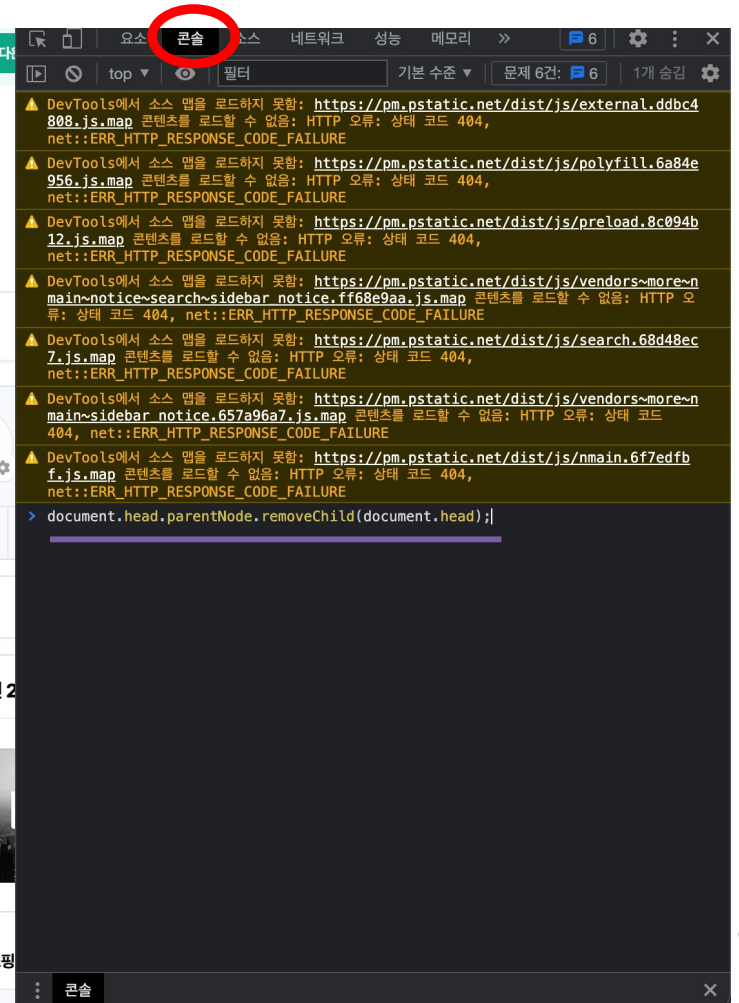 다운
요소 콘솔 소스 네트워크 성능 메모리 » 6
top ▼ 필터 기본 수준 ▼ 문제 6건: 6 1개 숨김
DevTools에서 소스 맵을 로드하지 못함: https://pm.pstatic.net/dist/js/external.ddbc4
808.js.map 콘텐츠를 로드할 수 없음: HTTP 오류: 상태 코드 404,
net::ERR_HTTP_RESPONSE_CODE_FAILURE
DevTools에서 소스 맵을 로드하지 못함: https://pm.pstatic.net/dist/js/polyfill.6a84e
956.js.map 콘텐츠를 로드할 수 없음: HTTP 오류: 상태 코드 404,
net::ERR_HTTP_RESPONSE_CODE_FAILURE
DevTools에서 소스 맵을 로드하지 못함: https://pm.pstatic.net/dist/js/preload.8c094b
12.js.map 콘텐츠를 로드할 수 없음: HTTP 오류: 상태 코드 404,
net::ERR_HTTP_RESPONSE_CODE_FAILURE
DevTools에서 소스 맵을 로드하지 못함: https://pm.pstatic.net/dist/js/vendors~more~n
main~notice~search~sidebar_notice.ff68e9aa.js.map 콘텐츠를 로드할 수 없음: HTTP 오
류: 상태 코드 404, net::ERR_HTTP_RESPONSE_CODE_FAILURE
DevTools에서 소스 맵을 로드하지 못함: https://pm.pstatic.net/dist/js/search.68d48ec
7.js.map 콘텐츠를 로드할 수 없음: HTTP 오류: 상태 코드 404,
net::ERR_HTTP_RESPONSE_CODE_FAILURE
DevTools에서 소스 맵을 로드하지 못함: https://pm.pstatic.net/dist/js/vendors~more~n
main~sidebar_notice.657a96a7.js.map 콘텐츠를 로드할 수 없음: HTTP 오류: 상태 코드
404, net::ERR_HTTP_RESPONSE_CODE_FAILURE
DevTools에서 소스 맵을 로드하지 못함: https://pm.pstatic.net/dist/js/nmain.6f7edfb
f.js.map 콘텐츠를 로드할 수 없음: HTTP 오류: 상태 코드 404,
net::ERR_HTTP_RESPONSE_CODE_FAILURE
> document.head.parentNode.removeChild(document.head);
2
핑
콘솔